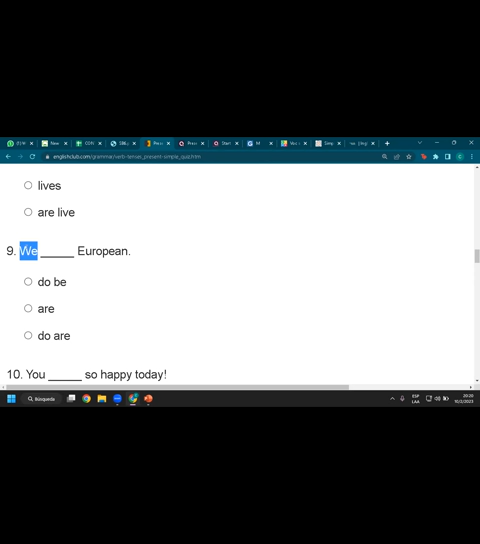 englishclub.com/grammar/verb-tenses_present-simple_quiz.htm
lives
are live
9. We _____ European.
do be
are
do are
10. You _____ so happy today!
Búsqueda
ESP
LAA
20:20
10/2/2023